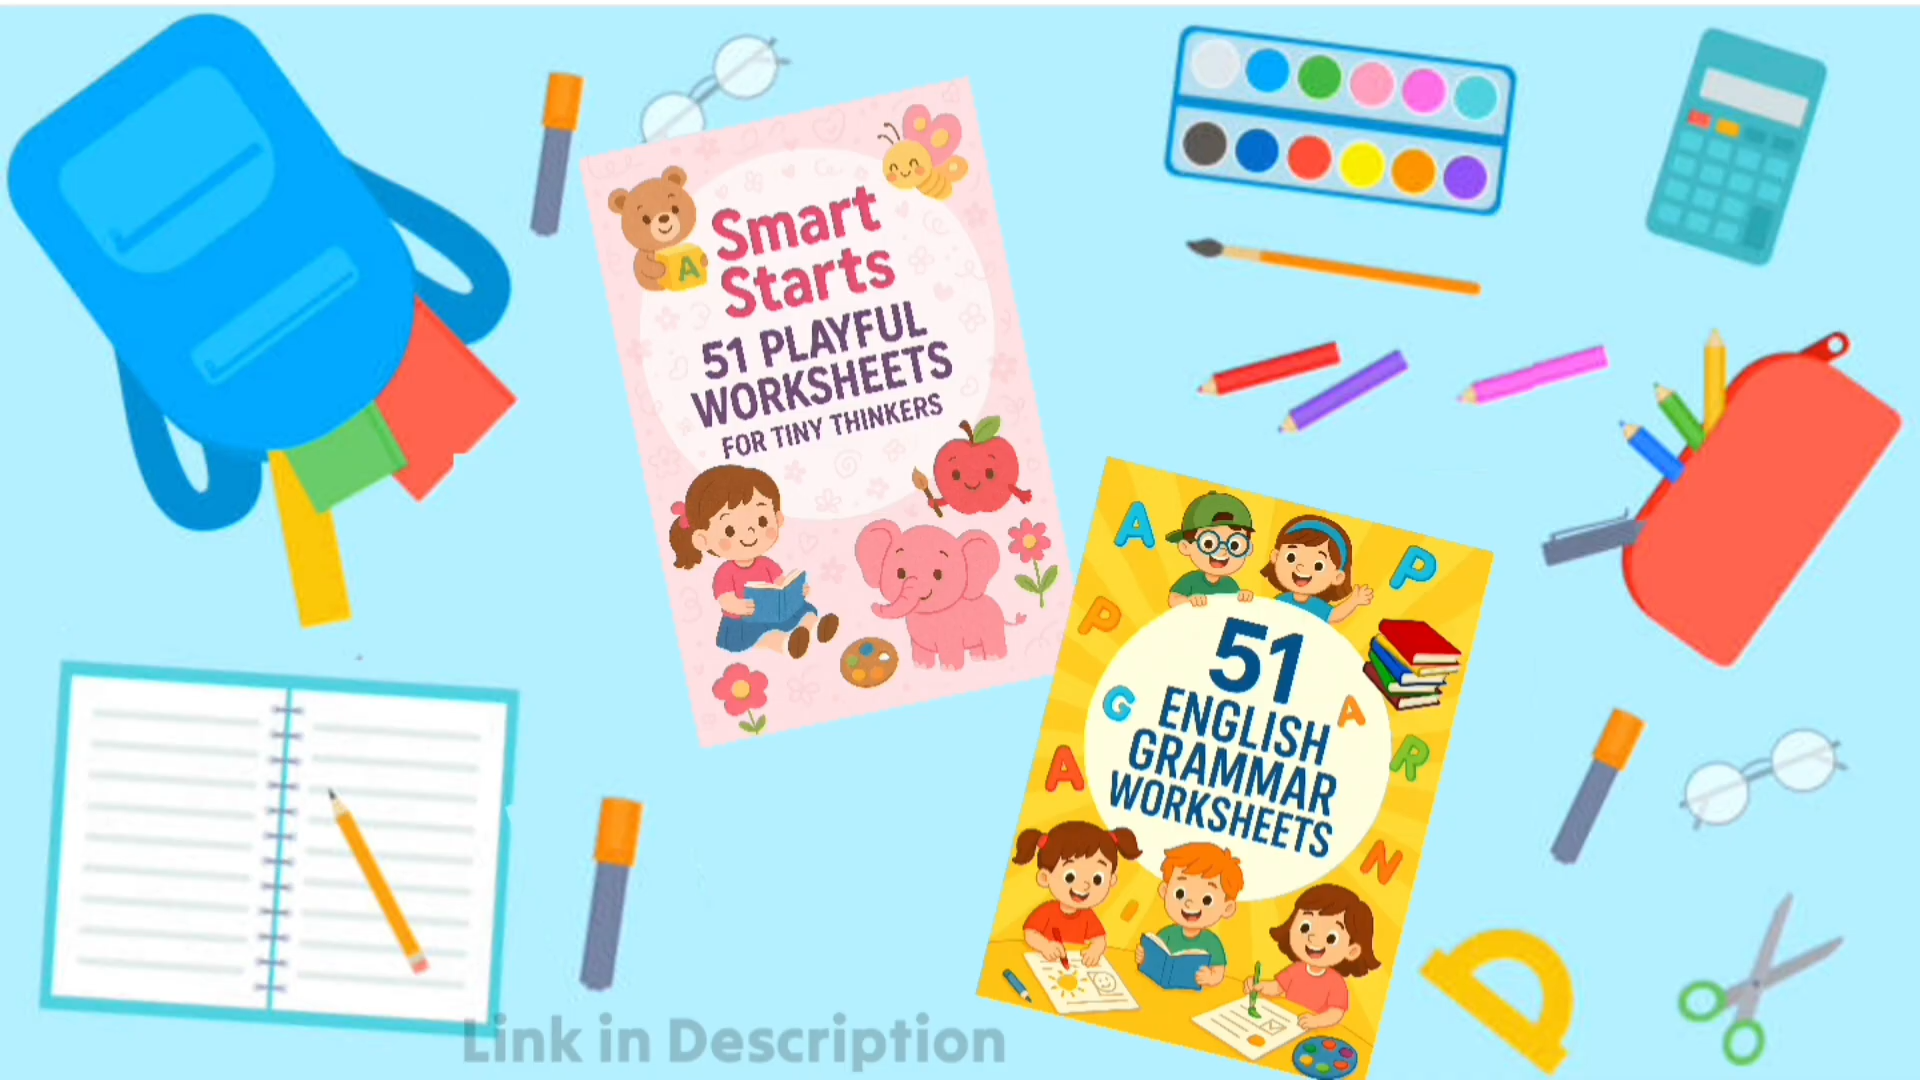 A
Smart
Starts
51 PLAYFUL
WORKSHEETS
FOR TINY THINKERS
A
P
P
51
G
A
ENGLISH
GRAMMAR
R
A
WORKSHEETS
N
Link in Description